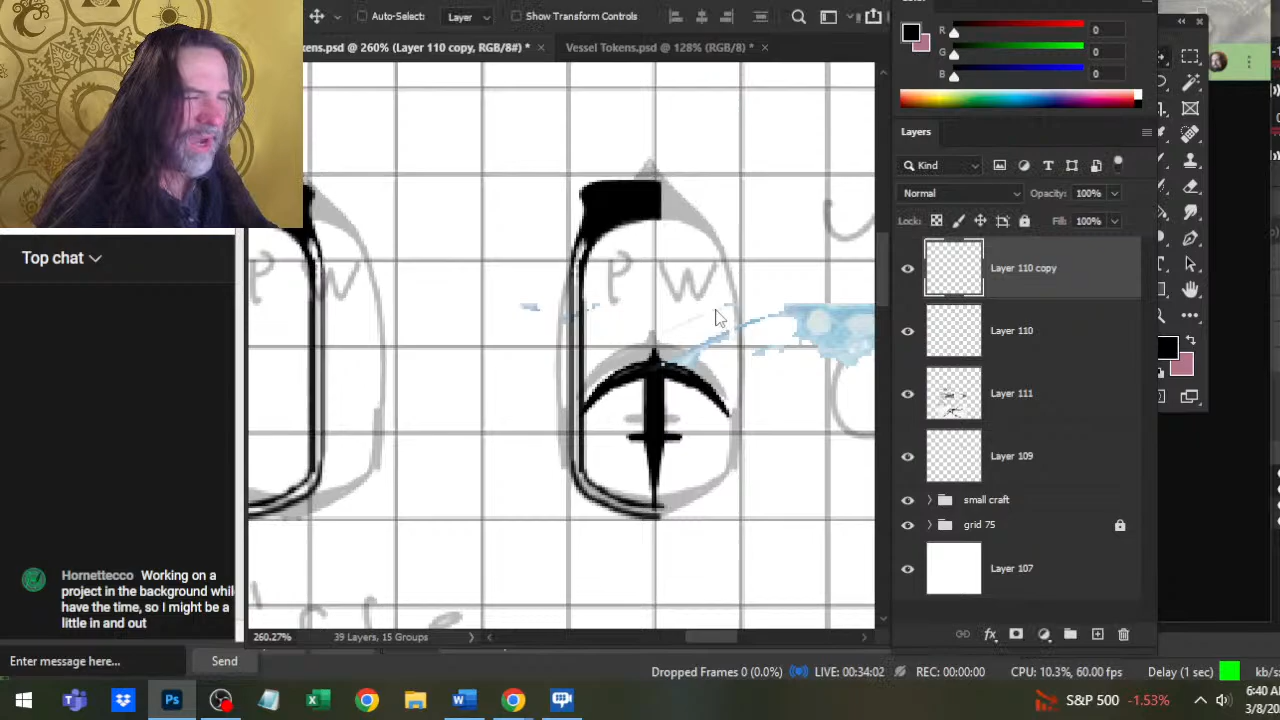 Auto-Select: Layer Show Transform Controls
kens.psd @ 260% (Layer 110 copy, RGB/8#) * × Vessel Tokens.psd @ 128% (RGB/8) * ×
R 0
G 0
B 0
Layers
Kind
Normal Opacity: 100%
Lock: Fill: 100%
Layer 110 copy
Layer 110
Layer 111
Layer 109
small craft
grid 75
Layer 107
P W P W
Top chat
Hornettecco Working on a
project in the background whil
have the time, so I might be a
little in and out
Enter message here... Send
260.27% 39 Layers, 15 Groups
Dropped Frames 0 (0.0%) LIVE: 00:34:02 REC: 00:00:00 CPU: 10.3%, 60.00 fps Delay (1 sec) kb/s
S&P 500 -1.53% 6:40 A
3/8/20